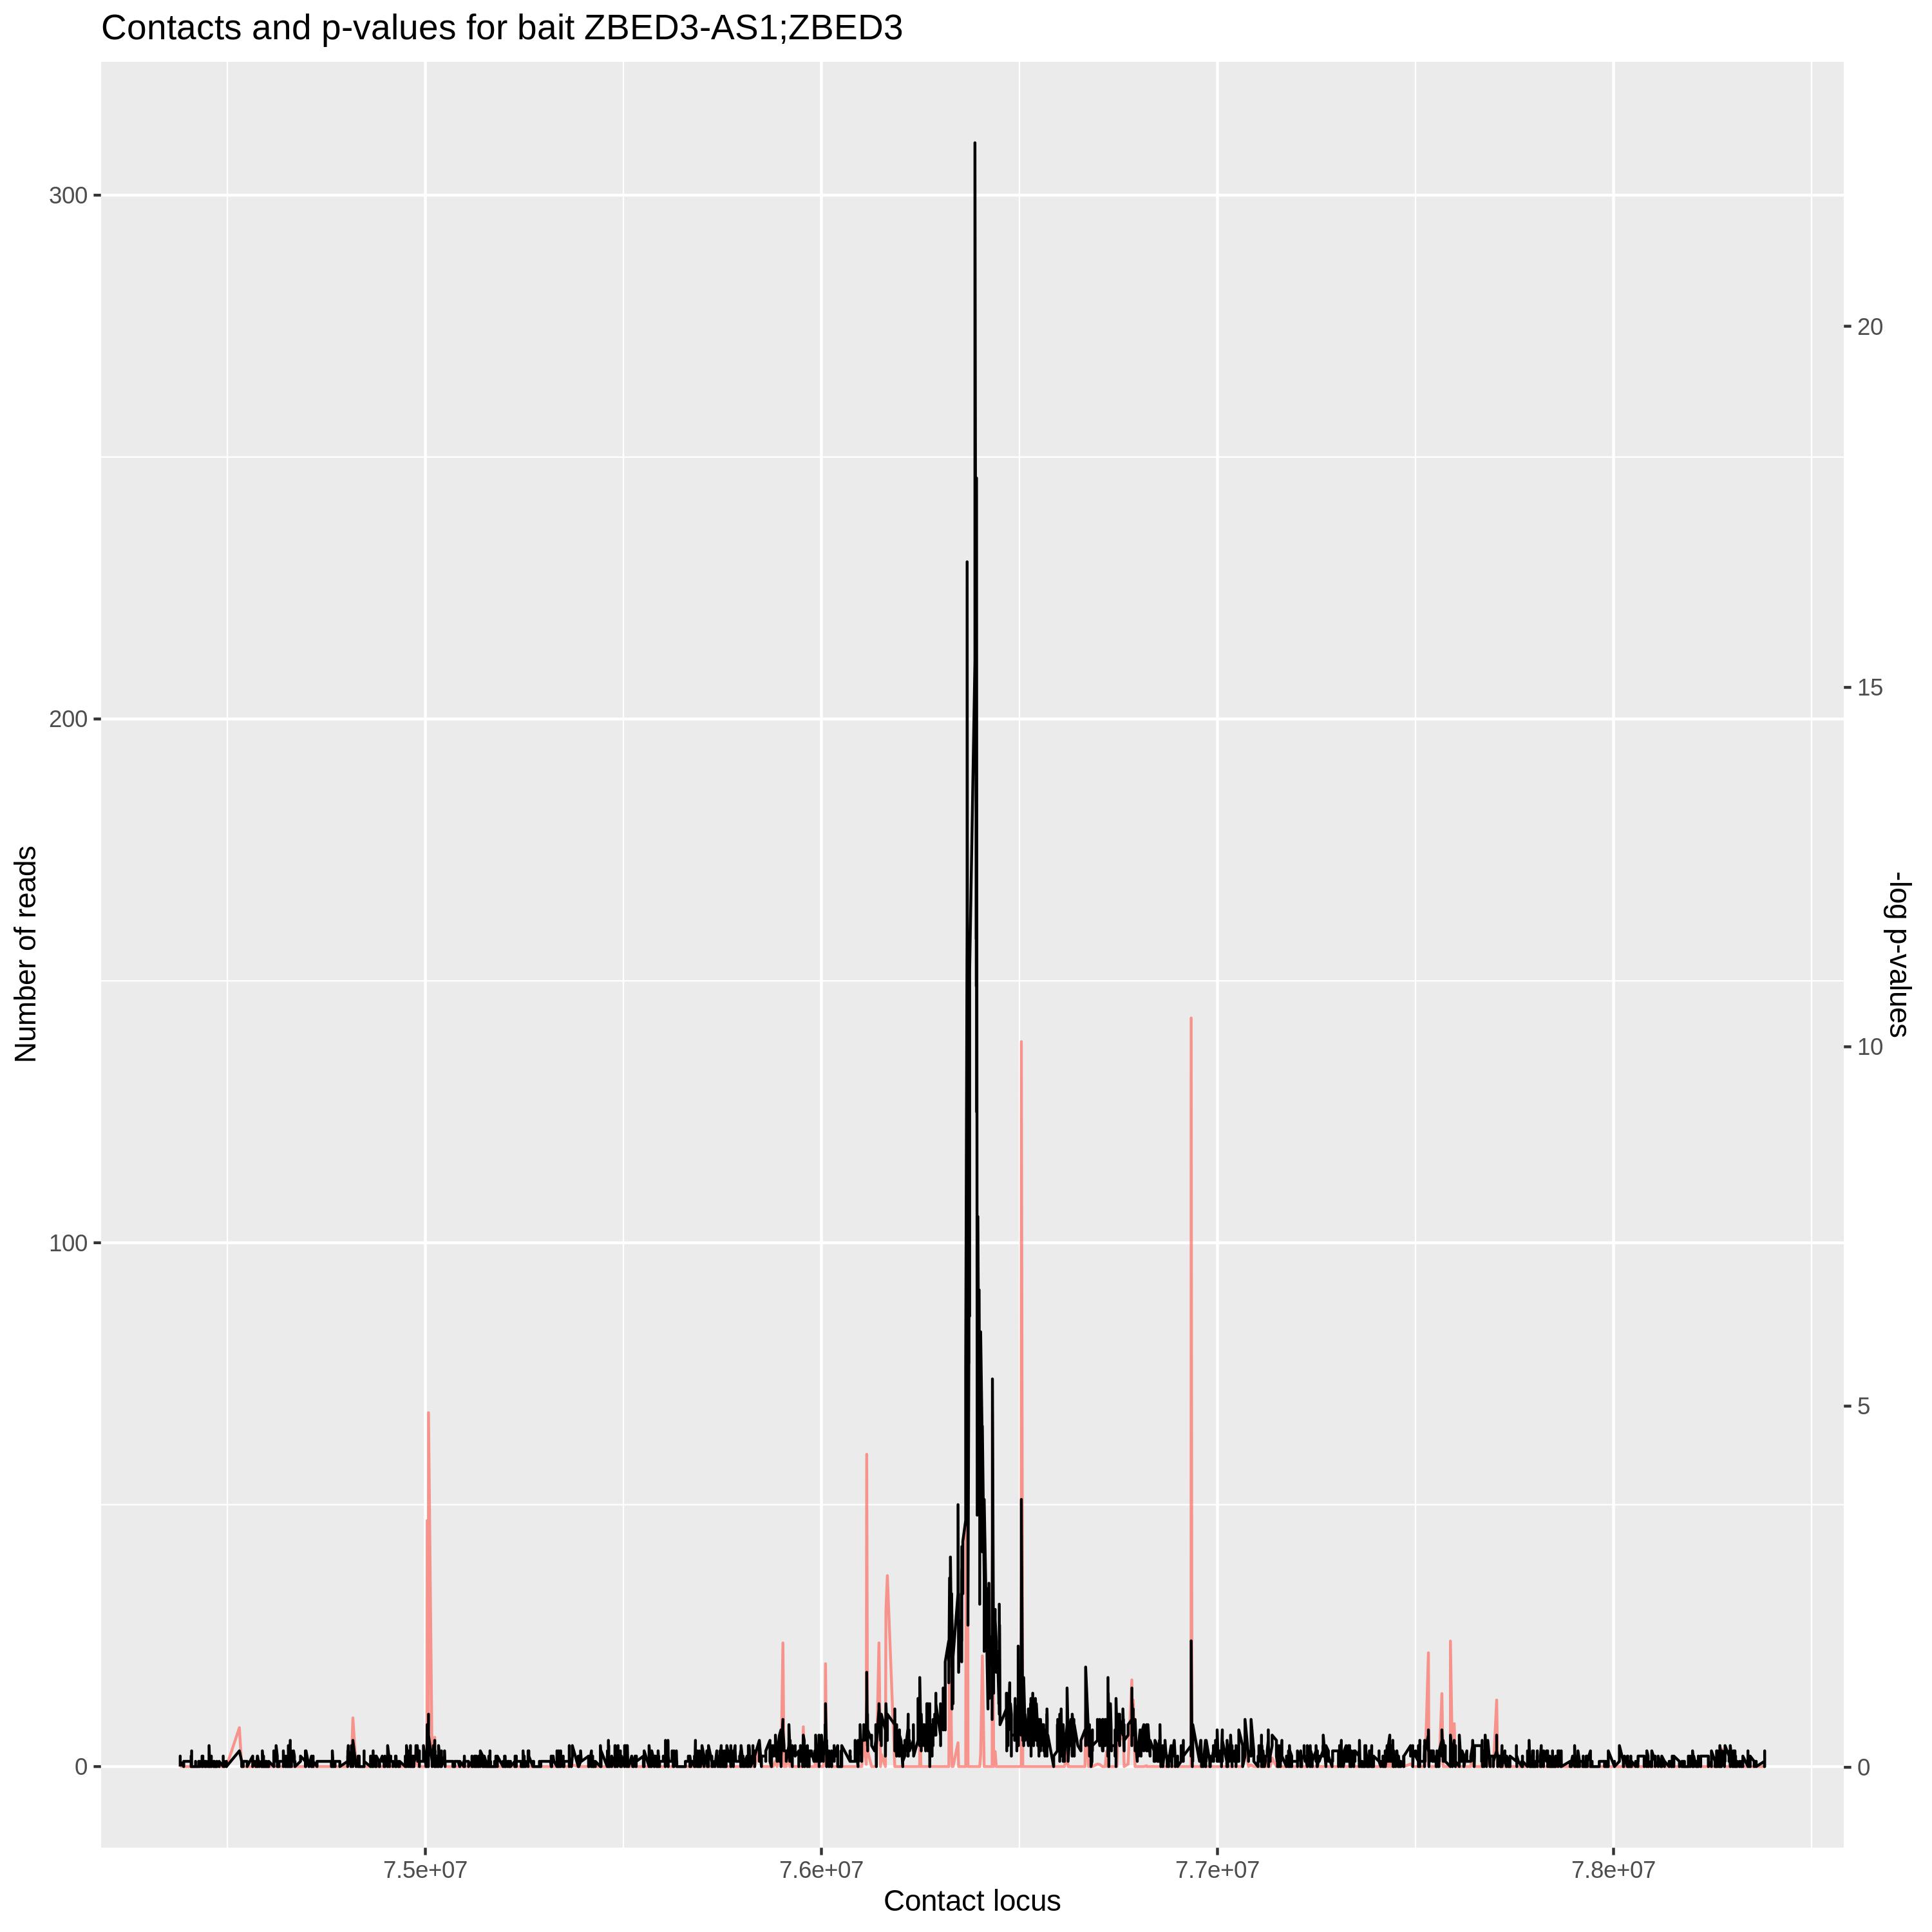 Contacts and p-values for bait ZBED3-AS1;ZBED3
300
200
100
0
Number of reads
20
15
10
5
0
-log p-values
7.5e+07 7.6e+07 7.7e+07 7.8e+07
Contact locus